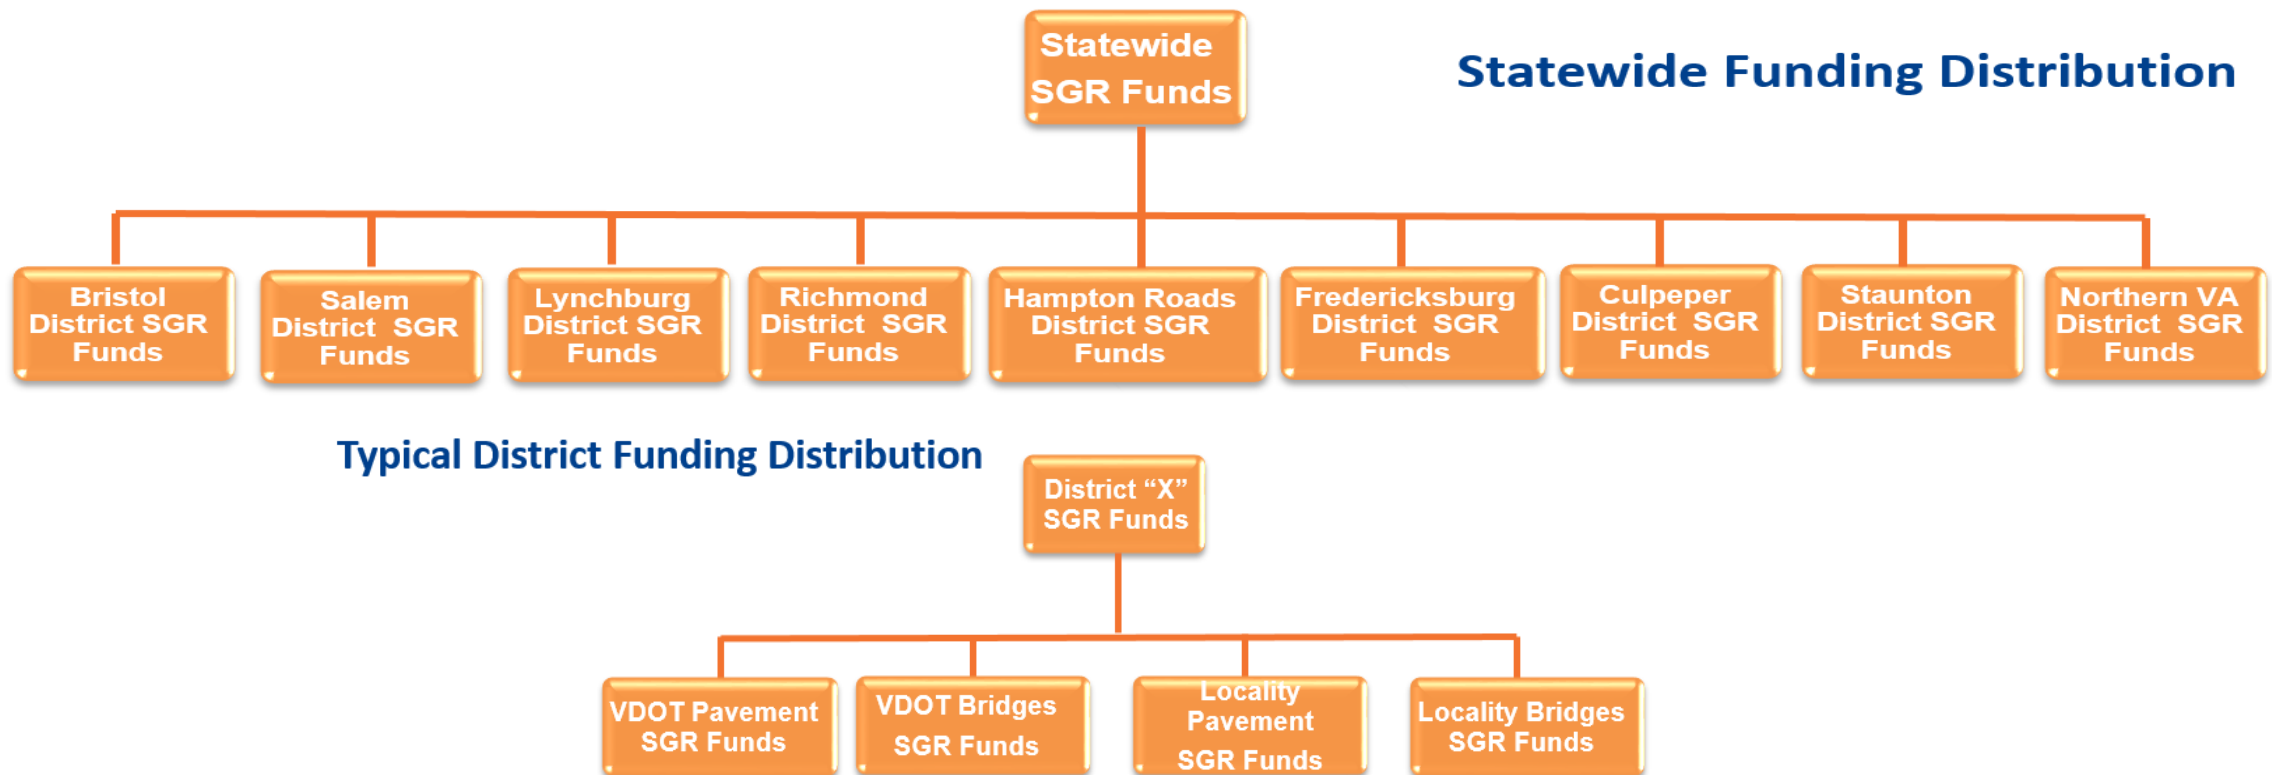 Statewide
SGR Funds
Statewide Funding Distribution
Bristol
District SGR
Funds
Salem
District SGR
Funds
Lynchburg
District SGR
Funds
Richmond
District SGR
Funds
Hampton Roads
District SGR
Funds
Fredericksburg
District SGR
Funds
Culpeper
District SGR
Funds
Staunton
District SGR
Funds
Northern VA
District SGR
Funds
Typical District Funding Distribution
District “X”
SGR Funds
VDOT Pavement
SGR Funds
VDOT Bridges
SGR Funds
Locality
Pavement
SGR Funds
Locality Bridges
SGR Funds